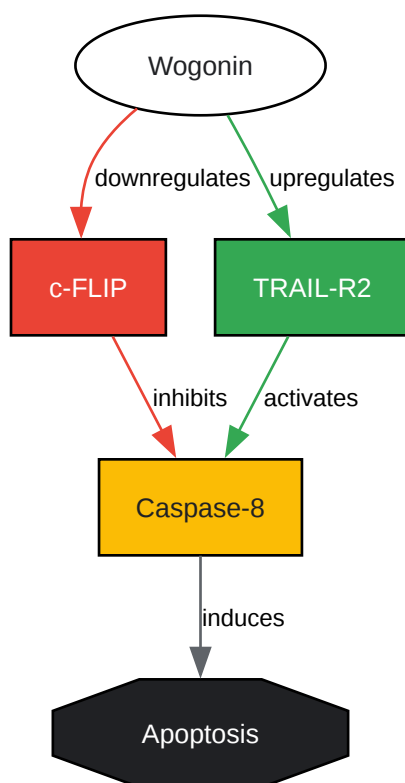 Wogonin
downregulates
upregulates
c-FLIP
TRAIL-R2
inhibits
activates
Caspase-8
induces
Apoptosis